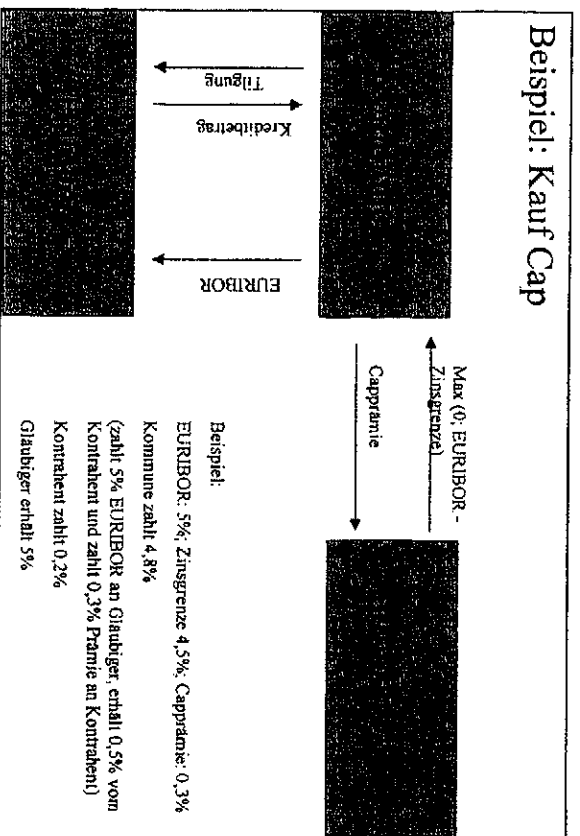 Beispiel: Kauf Cap
Tilgung
Kreditbetrag
EURIBOR
Max (0; EURIBOR -
Zinsgrenze)
Capprämie
Beispiel:
EURIBOR: 5%; Zinsgrenze 4,5%; Capprämie: 0,3%
Kommune zahlt 4,8%
(zahlt 5% EURIBOR an Gläubiger, erhält 0,5% vom
Kontrahent und zahlt 0,3% Prämie an Kontrahent)
Kontrahent zahlt 0,2%
Gläubiger erhält 5%